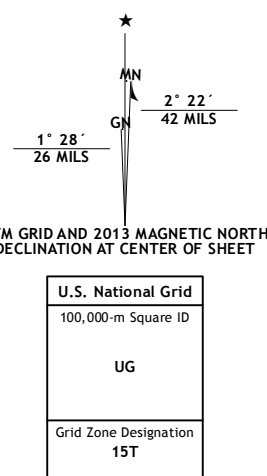 ★
MN
GN
2° 22´
42 MILS
1° 28´
26 MILS
M GRID AND 2013 MAGNETIC NORTH
DECLINATION AT CENTER OF SHEET
U.S. National Grid
100,000-m Square ID
UG
Grid Zone Designation
15T